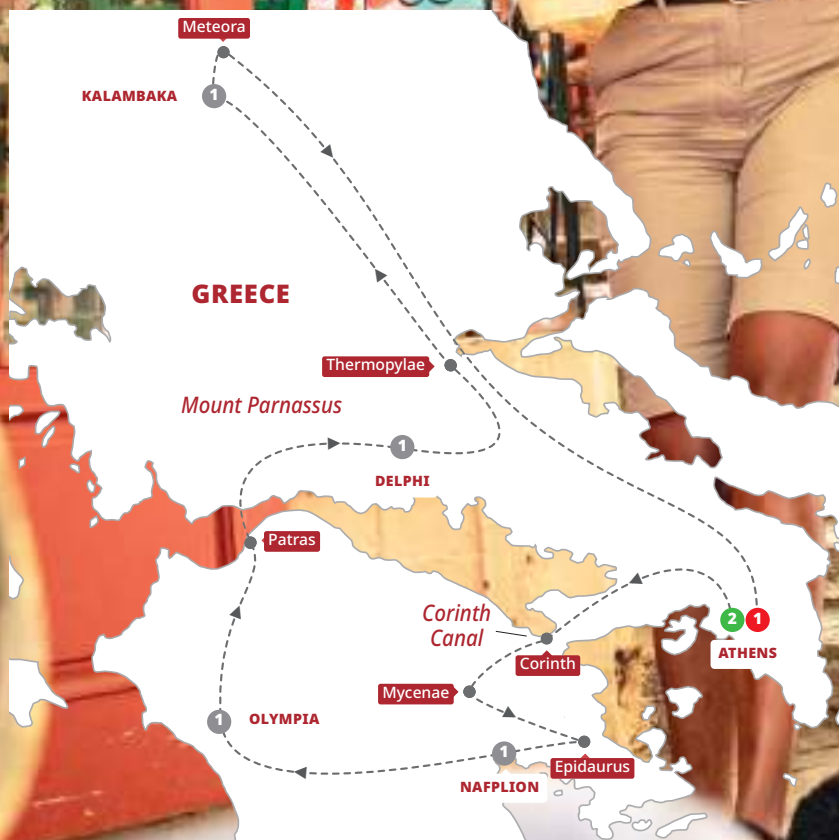 Meteora
KALAMBAKA
1
GREECE
Thermopylae
Mount Parnassus
1
DELPHI
Patras
Corinth
Canal
2
1
ATHENS
Corinth
Mycenae
1
OLYMPIA
1
Epidaurus
NAFPLION